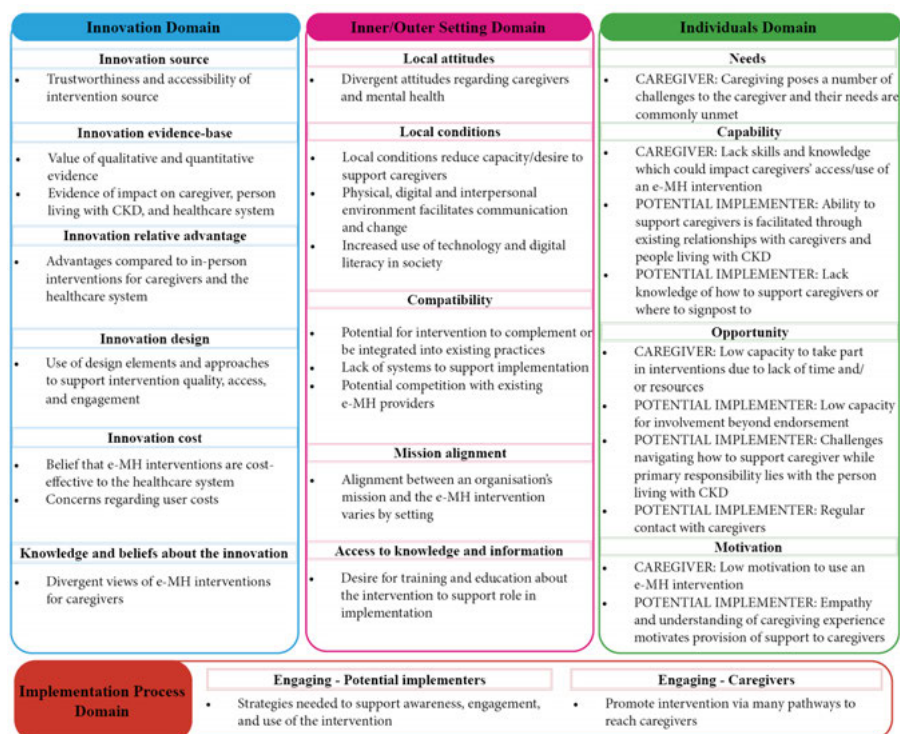 Innovation Domain
Innovation source
• Trustworthiness and accessibility of
intervention source
Innovation evidence-base
• Value of qualitative and quantitative
evidence
• Evidence of impact on caregiver, person
living with CKD, and healthcare system
Innovation relative advantage
• Advantages compared to in-person
interventions for caregivers and the
healthcare system
Innovation design
• Use of design elements and approaches
to support intervention quality, access,
and engagement
Innovation cost
• Belief that e-MH interventions are cost-
effective to the healthcare system
• Concerns regarding user costs
Knowledge and beliefs about the innovation
• Divergent views of e-MH interventions
for caregivers
Inner/Outer Setting Domain
Local attitudes
• Divergent attitudes regarding caregivers
and mental health
Local conditions
• Local conditions reduce capacity/desire to
support caregivers
• Physical, digital and interpersonal
environment facilitates communication
and change
• Increased use of technology and digital
literacy in society
Compatibility
• Potential for intervention to complement or
be integrated into existing practices
• Lack of systems to support implementation
• Potential competition with existing
e-MH providers
Mission alignment
• Alignment between an organisation's
mission and the e-MH intervention
varies by setting
Access to knowledge and information
• Desire for training and education about
the intervention to support role in
implementation
Individuals Domain
Needs
• CAREGIVER: Caregiving poses a number of
challenges to the caregiver and their needs are
commonly unmet
Capability
• CAREGIVER: Lack skills and knowledge
which could impact caregivers' access/use of
an e-MH intervention
• POTENTIAL IMPLEMENTER: Ability to
support caregivers is facilitated through
existing relationships with caregivers and
people living with CKD
• POTENTIAL IMPLEMENTER: Lack
knowledge of how to support caregivers or
where to signpost to
Opportunity
• CAREGIVER: Low capacity to take part
in interventions due to lack of time and/
or resources
• POTENTIAL IMPLEMENTER: Low capacity
for involvement beyond endorsement
• POTENTIAL IMPLEMENTER: Challenges
navigating how to support caregiver while
primary responsibility lies with the person
living with CKD
• POTENTIAL IMPLEMENTER: Regular
contact with caregivers
Motivation
• CAREGIVER: Low motivation to use an
e-MH intervention
• POTENTIAL IMPLEMENTER: Empathy
and understanding of caregiving experience
motivates provision of support to caregivers
Implementation Process
Domain
Engaging - Potential implementers
• Strategies needed to support awareness, engagement,
and use of the intervention
Engaging - Caregivers
• Promote intervention via many pathways to
reach caregivers